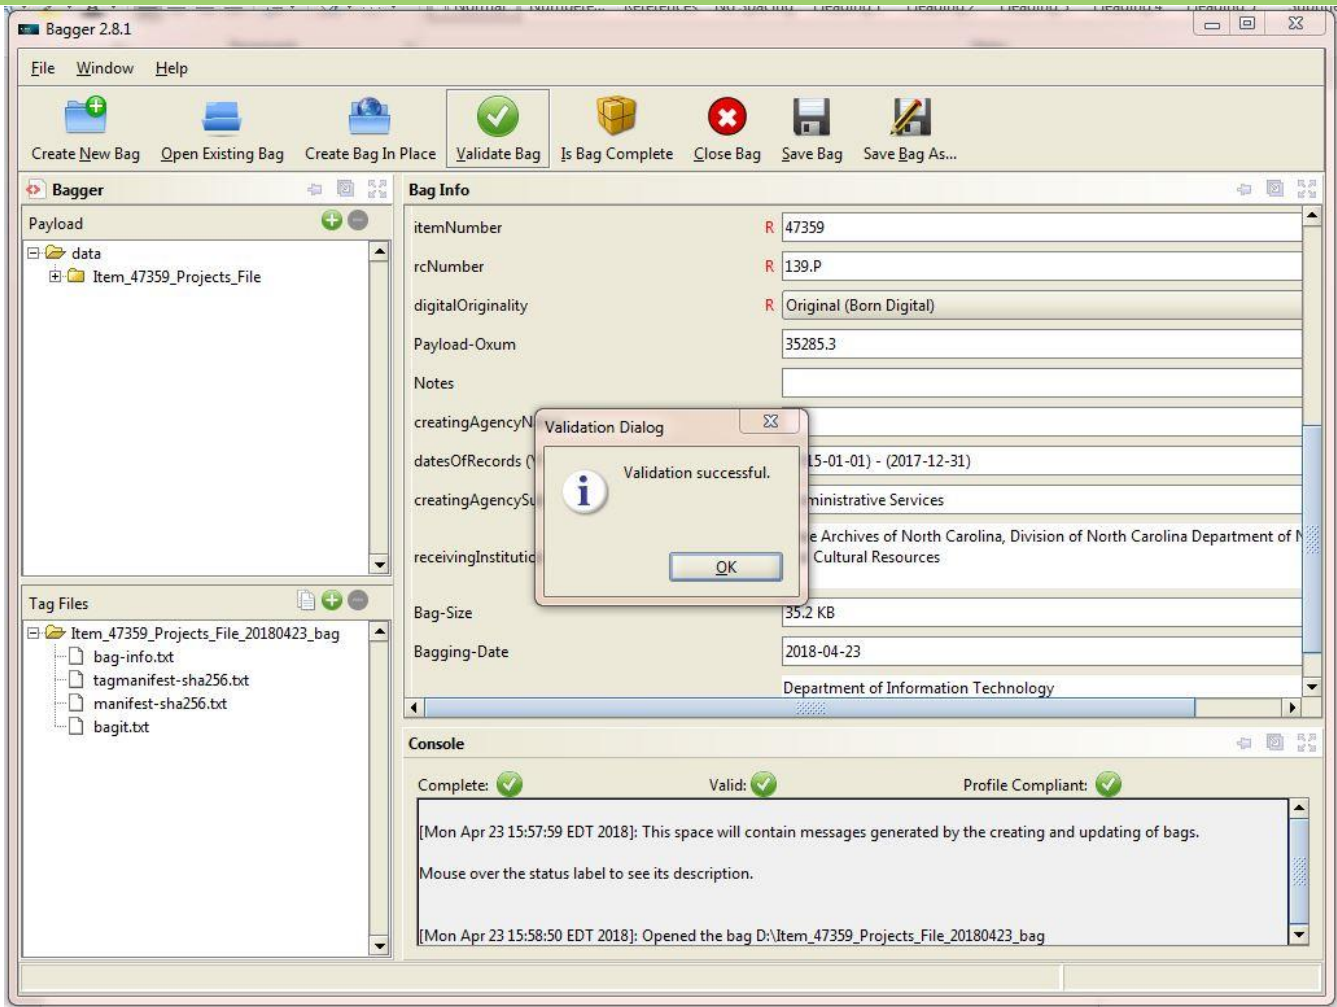 Bagger 2.8.1
File Window Help
Create New Bag Open Existing Bag Create Bag In Place Validate Bag Is Bag Complete Close Bag Save Bag Save Bag As...
Bagger
Payload
data
Item_47359_Projects_File
Tag Files
Item_47359_Projects_File_20180423_bag
bag-info.txt
tagmanifest-sha256.txt
manifest-sha256.txt
bagit.txt
Bag Info
itemNumber R 47359
rcNumber R 139.P
digitalOriginality R Original (Born Digital)
Payload-Oxum 35285.3
Notes
creatingAgencyN
datesOfRecords ( 15-01-01) - (2017-12-31)
creatingAgencySu ministrative Services
receivingInstitutio e Archives of North Carolina, Division of North Carolina Department of N
Cultural Resources
Bag-Size 35.2 KB
Bagging-Date 2018-04-23
Department of Information Technology
Validation Dialog
Validation successful.
OK
Console
Complete: Valid: Profile Compliant:
[Mon Apr 23 15:57:59 EDT 2018]: This space will contain messages generated by the creating and updating of bags.
Mouse over the status label to see its description.
[Mon Apr 23 15:58:50 EDT 2018]: Opened the bag D:\Item_47359_Projects_File_20180423_bag